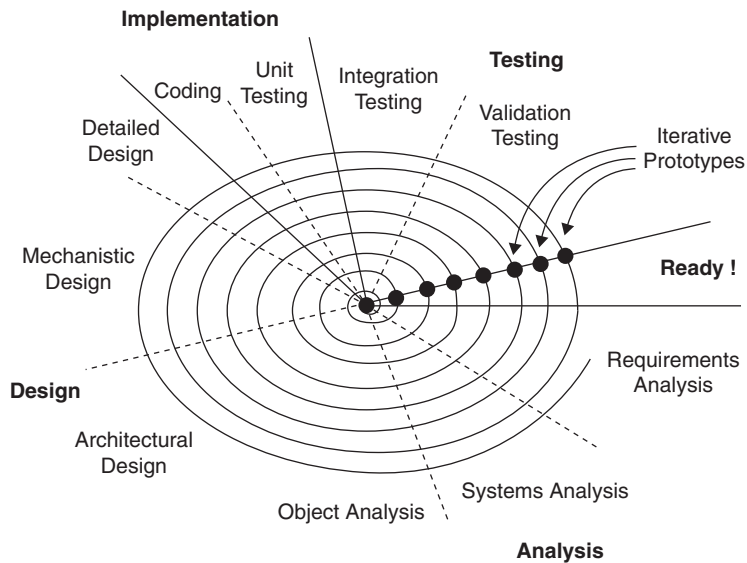 Implementation
Unit
Testing
Integration
Testing
Testing
Coding
Validation
Testing
Detailed
Design
Iterative
Prototypes
Mechanistic
Design
Ready !
Requirements
Analysis
Design
Architectural
Design
Systems Analysis
Object Analysis
Analysis